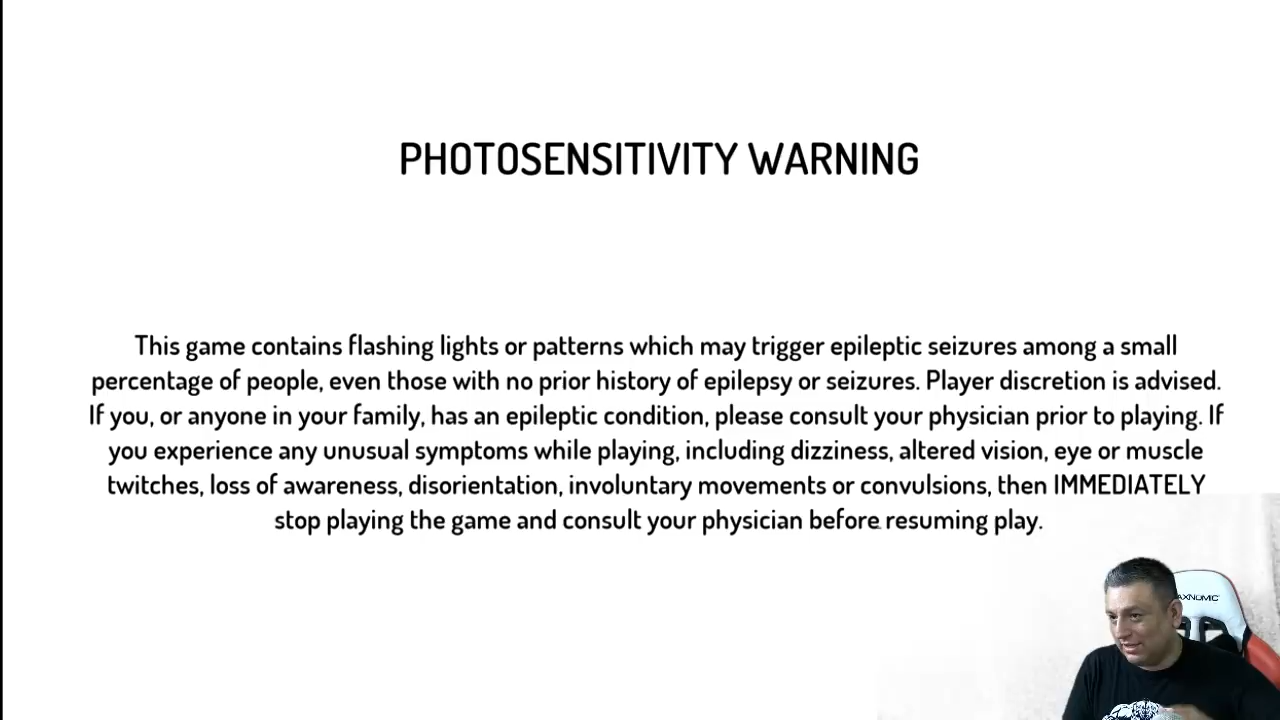 PHOTOSENSITIVITY WARNING
This game contains flashing lights or patterns which may trigger epileptic seizures among a small
percentage of people, even those with no prior history of epilepsy or seizures. Player discretion is advised.
If you, or anyone in your family, has an epileptic condition, please consult your physician prior to playing. If
you experience any unusual symptoms while playing, including dizziness, altered vision, eye or muscle
twitches, loss of awareness, disorientation, involuntary movements or convulsions, then IMMEDIATELY
stop playing the game and consult your physician before resuming play.
AXNOMIC